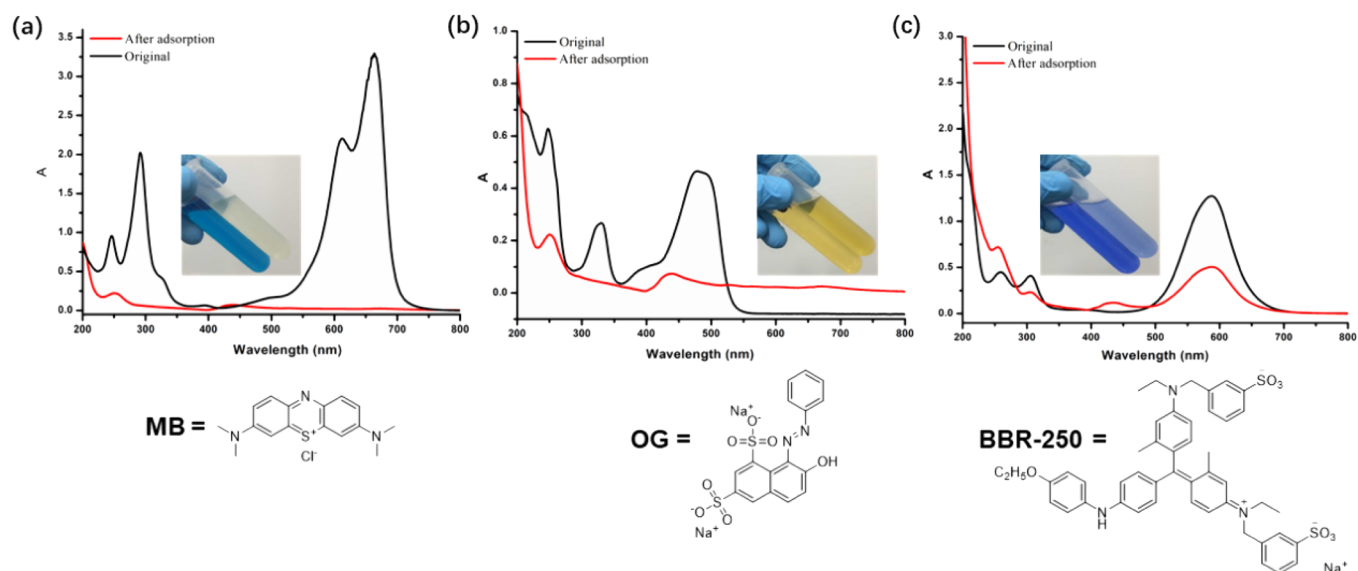 (a)
3.5
3.0
2.5
2.0
1.5
1.0
0.5
0.0
A
After adsorption
Original
200 300 400 500 600 700 800
Wavelength (nm)
(b)
1.0
0.8
0.6
0.4
0.2
0.0
A
Original
After adsorption
200 300 400 500 600 700 800
Wavelength (nm)
(c)
3.0
2.5
2.0
1.5
1.0
0.5
0.0
A
Original
After adsorption
200 300 400 500 600 700 800
Wavelength (nm)
MB =
N
N S⁺ N
Cl⁻
OG =
Na⁺
O⁻ N N
O S O OH
O
⁻O S
O
Na⁺
BBR-250 =
N SO₃⁻
C₂H₅O
N
H
N⁺
SO₃⁻
Na⁺